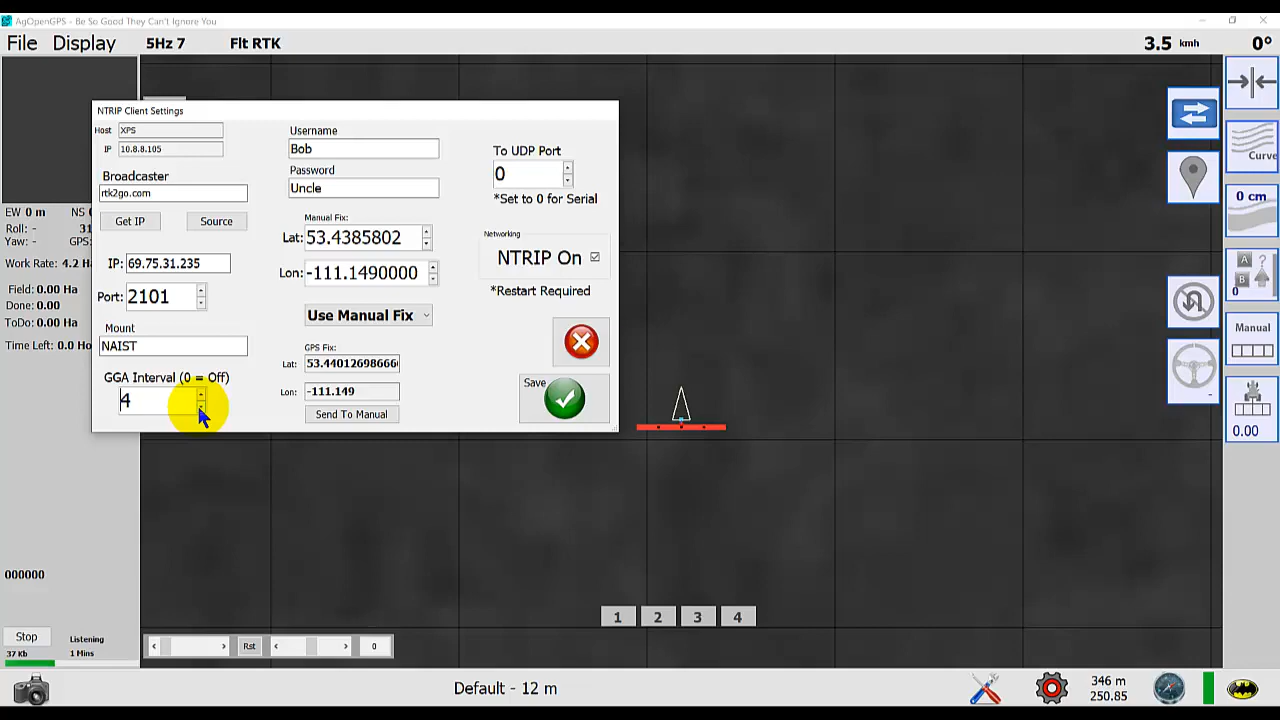 AgOpenGPS - Be So Good They Can't Ignore You
File Display 5Hz 7 Flt RTK 3.5 kmh 0°
NTRIP Client Settings
Host XPS
IP 10.8.8.105
Broadcaster
rtk2go.com
Get IP Source
IP: 69.75.31.235
Port: 2101
Mount
NAIST
GGA Interval (0 = Off)
4
Username
Bob
Password
Uncle
Manual Fix:
Lat: 53.4385802
Lon: -111.1490000
Use Manual Fix
GPS Fix:
Lat: 53.4401269866
Lon: -111.149
Send To Manual
To UDP Port
0
*Set to 0 for Serial
Networking
NTRIP On
*Restart Required
Save
EW 0 m NS 0
Roll: - 31
Yaw: - GPS:
Work Rate: 4.2 Ha
Field: 0.00 Ha
Done: 0.00
ToDo: 0.00 Ha
Time Left: 0.0 Ho
000000
Stop Listening
37 Kb 1 Mins
Rst 0
1 2 3 4
Curve
0 cm
A ?
B
0
Manual
0.00
-
Default - 12 m
346 m
250.85